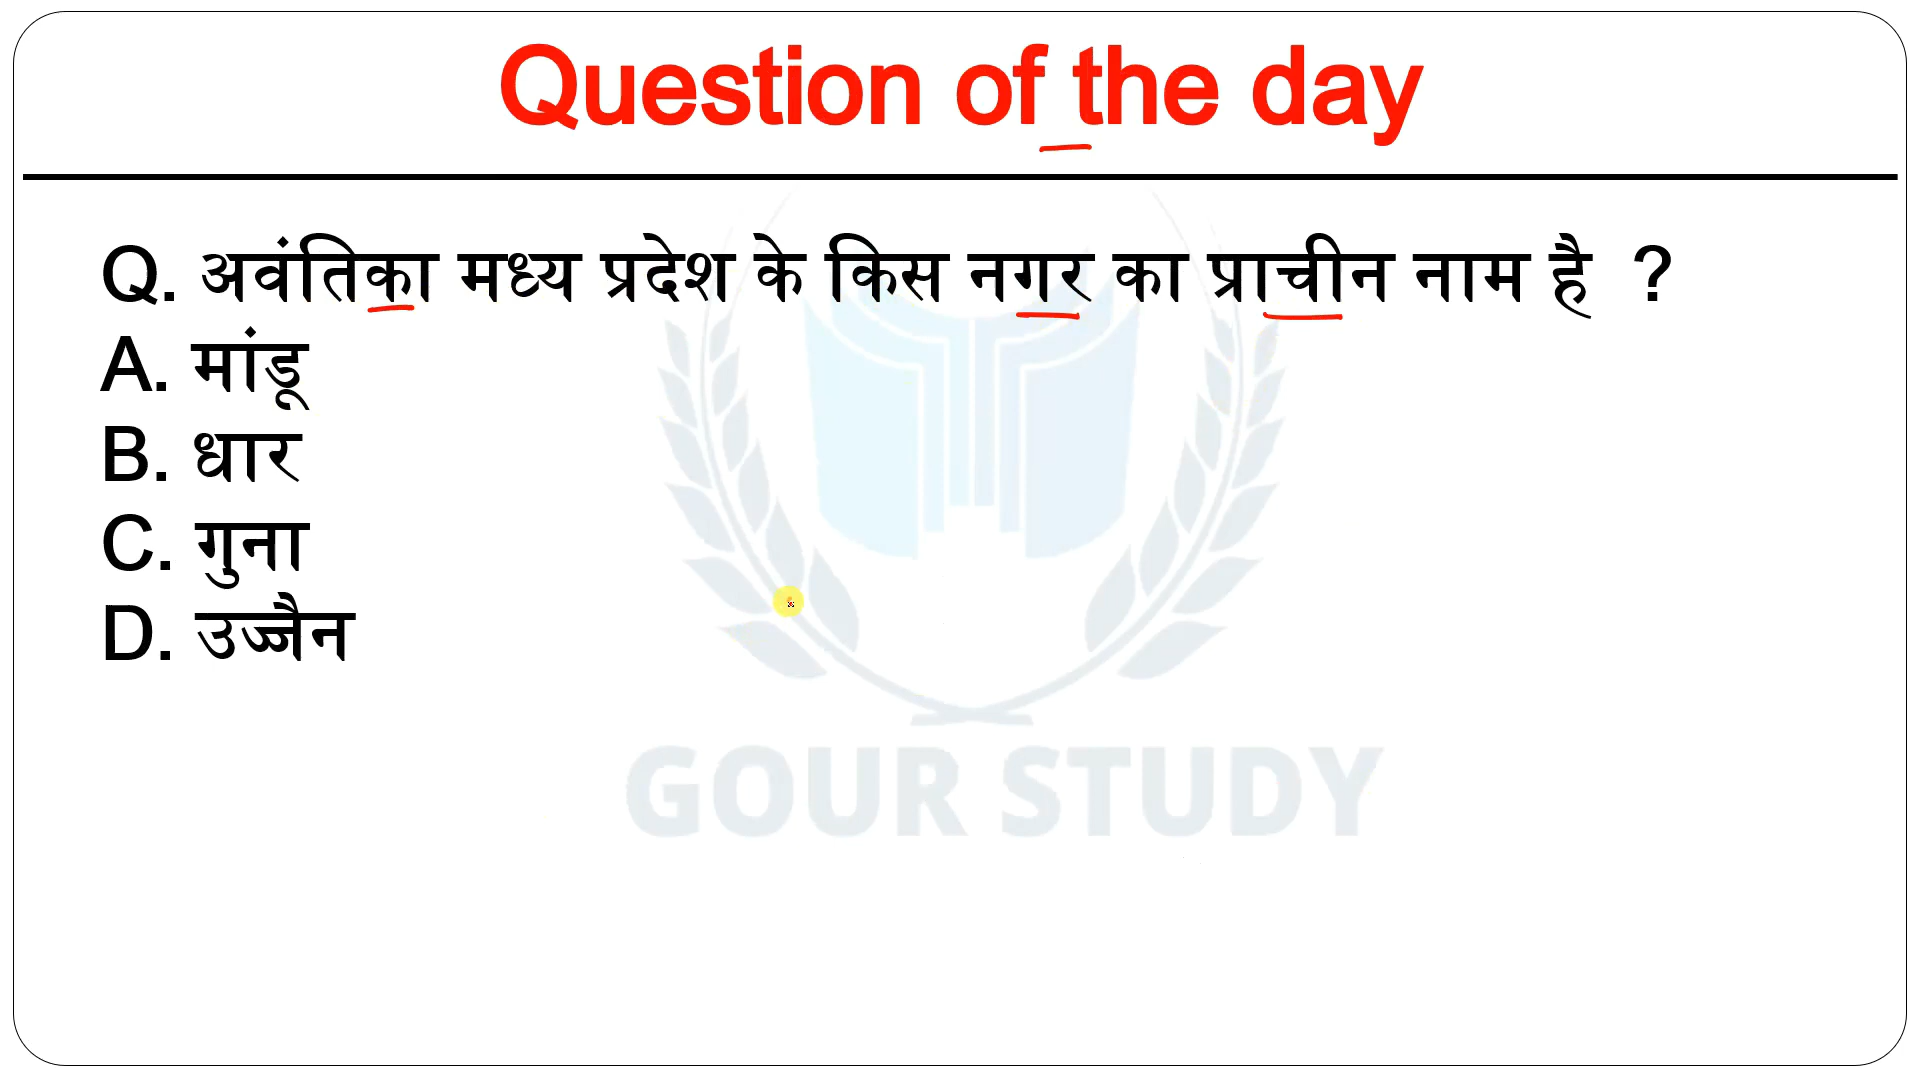 Question of the day
Q. अवंतिका मध्य प्रदेश के किस नगर का प्राचीन नाम है ?
A. मांडू
B. धार
C. गुना
D. उज्जैन
GOUR STUDY